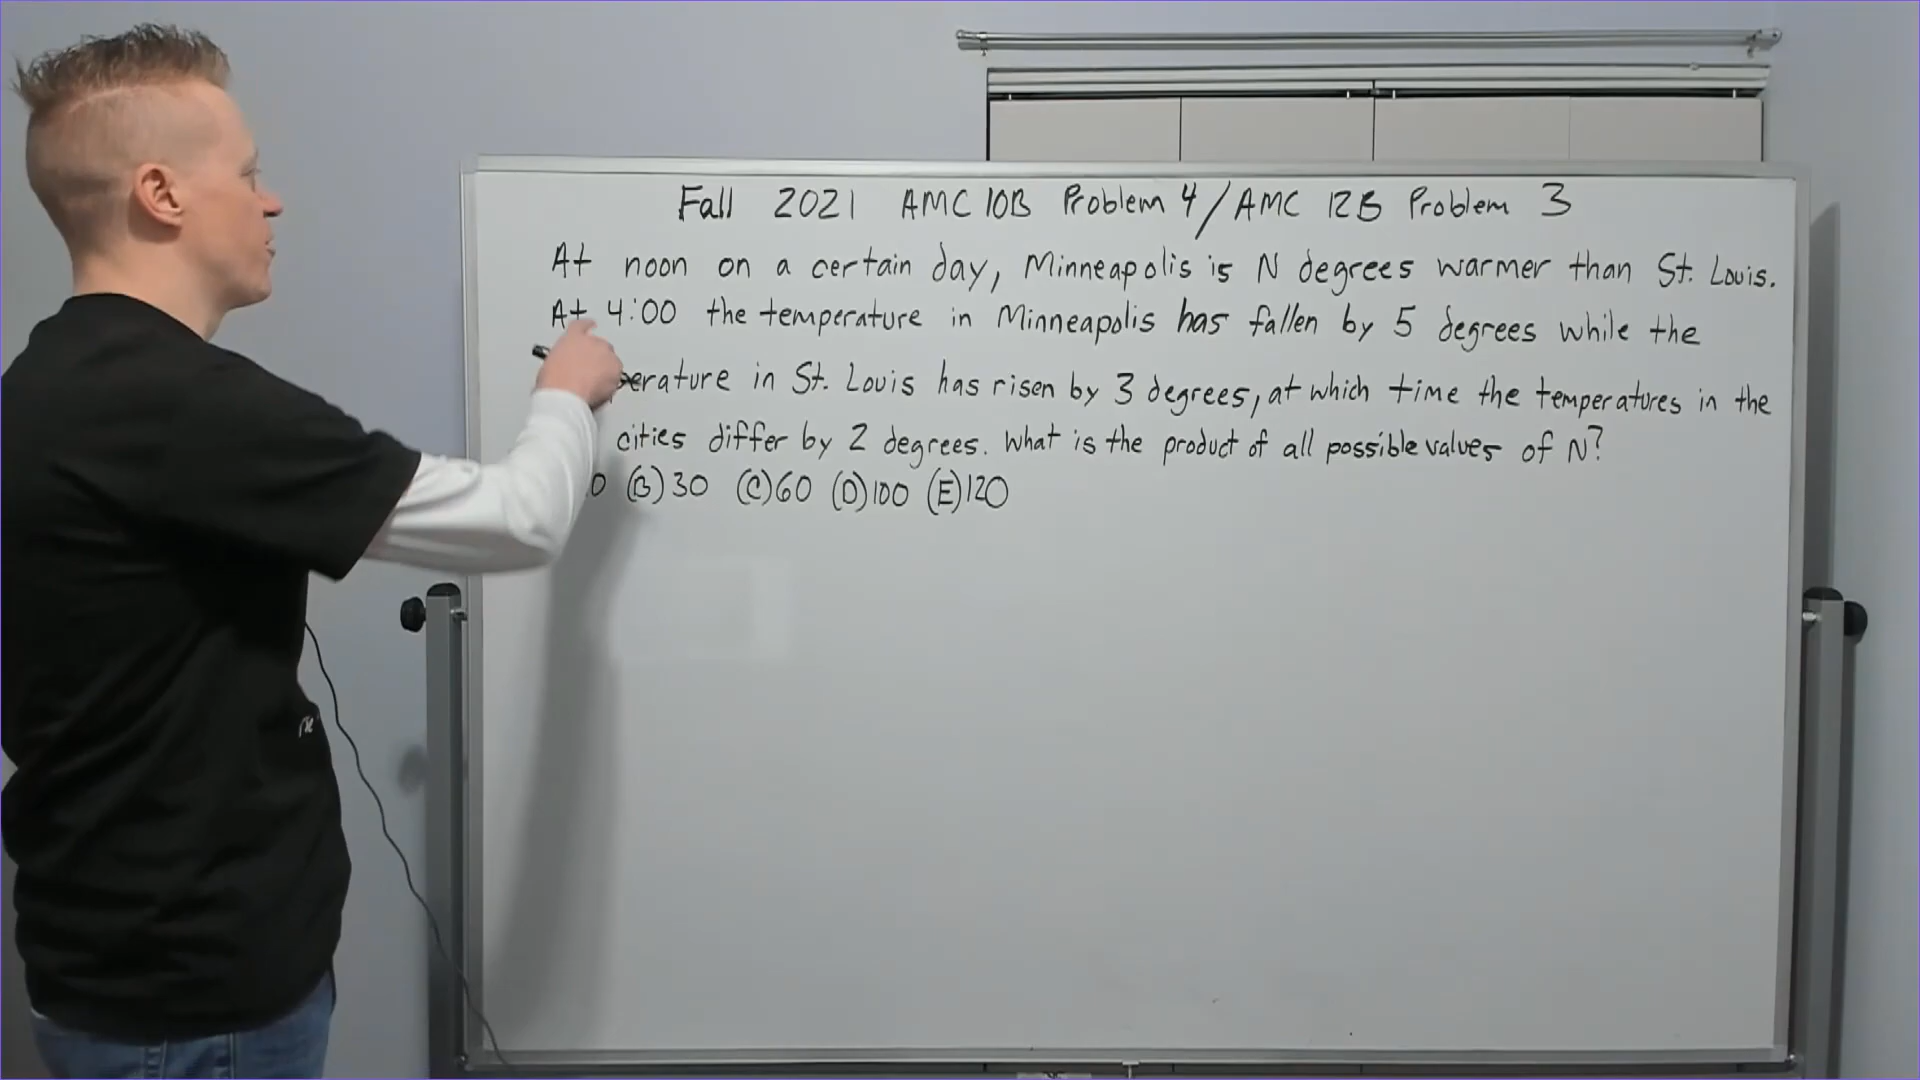 Fall 2021 AMC 10B Problem 4/AMC 12B Problem 3
At noon on a certain day, Minneapolis is N degrees warmer than St. Louis.
At 4:00 the temperature in Minneapolis has fallen by 5 degrees while the
perature in St. Louis has risen by 3 degrees, at which time the temperatures in the
cities differ by 2 degrees. What is the product of all possible values of N?
0 (B) 30 (C) 60 (D) 100 (E) 120